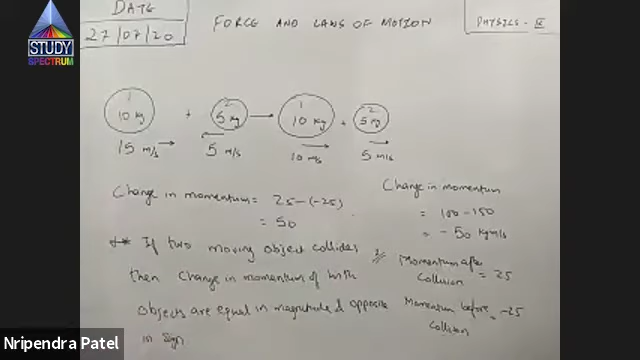 DATE
27/07/20
FORCE AND LAWS OF MOTION
PHYSICS - IX
STUDY
SPECTRUM
1
10 kg
+
2
5 kg
1
10 kg
+
2
5 kg
15 m/s
5 m/s
10 m/s
5 m/s
Change in momentum = 25-(-25)
= 50
Change in momentum
= 100 - 150
= - 50 kgm/s
If two moving object collides
then change in momentum of both
objects are equal in magnitude & opposite
in sign
Momentum after
collision = 25
Momentum before
collision = -25
Nripendra Patel